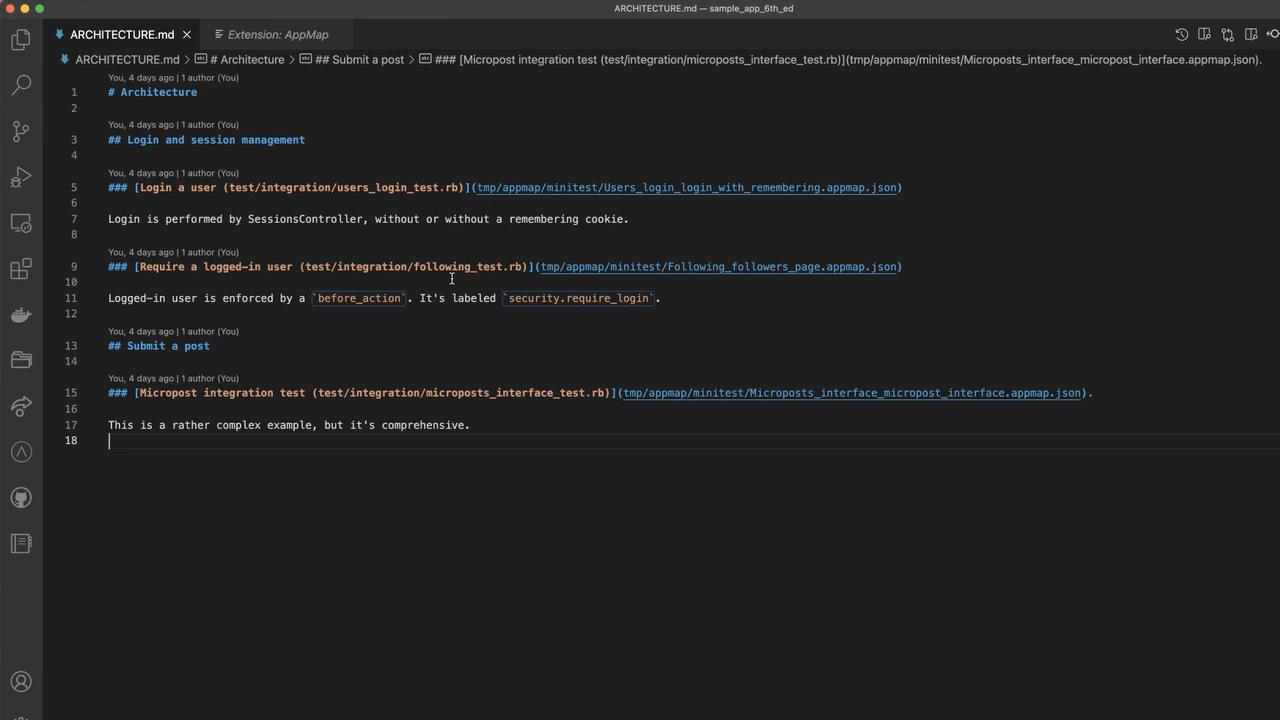 ARCHITECTURE.md — sample_app_6th_ed
ARCHITECTURE.md
Extension: AppMap
ARCHITECTURE.md > # Architecture > ## Submit a post > ### [Micropost integration test (test/integration/microposts_interface_test.rb)](tmp/appmap/minitest/Microposts_interface_micropost_interface.appmap.json).
You, 4 days ago | 1 author (You)
1 # Architecture
2
You, 4 days ago | 1 author (You)
3 ## Login and session management
4
You, 4 days ago | 1 author (You)
5 ### [Login a user (test/integration/users_login_test.rb)](tmp/appmap/minitest/Users_login_login_with_remembering.appmap.json)
6
7 Login is performed by SessionsController, without or without a remembering cookie.
8
You, 4 days ago | 1 author (You)
9 ### [Require a logged-in user (test/integration/following_test.rb)](tmp/appmap/minitest/Following_followers_page.appmap.json)
10
11 Logged-in user is enforced by a `before_action`. It's labeled `security.require_login`.
12
You, 4 days ago | 1 author (You)
13 ## Submit a post
14
You, 4 days ago | 1 author (You)
15 ### [Micropost integration test (test/integration/microposts_interface_test.rb)](tmp/appmap/minitest/Microposts_interface_micropost_interface.appmap.json).
16
17 This is a rather complex example, but it's comprehensive.
18